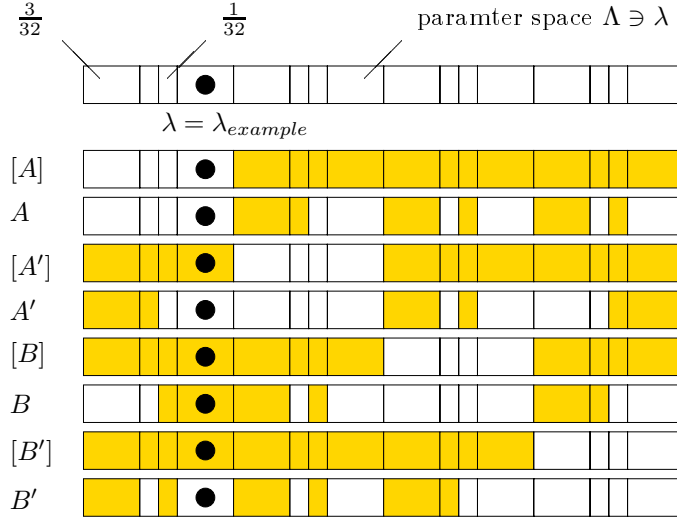 3/32 1/32 paramter space Λ ∋ λ
λ = λ_example
[A]
A
[A′]
A′
[B]
B
[B′]
B′